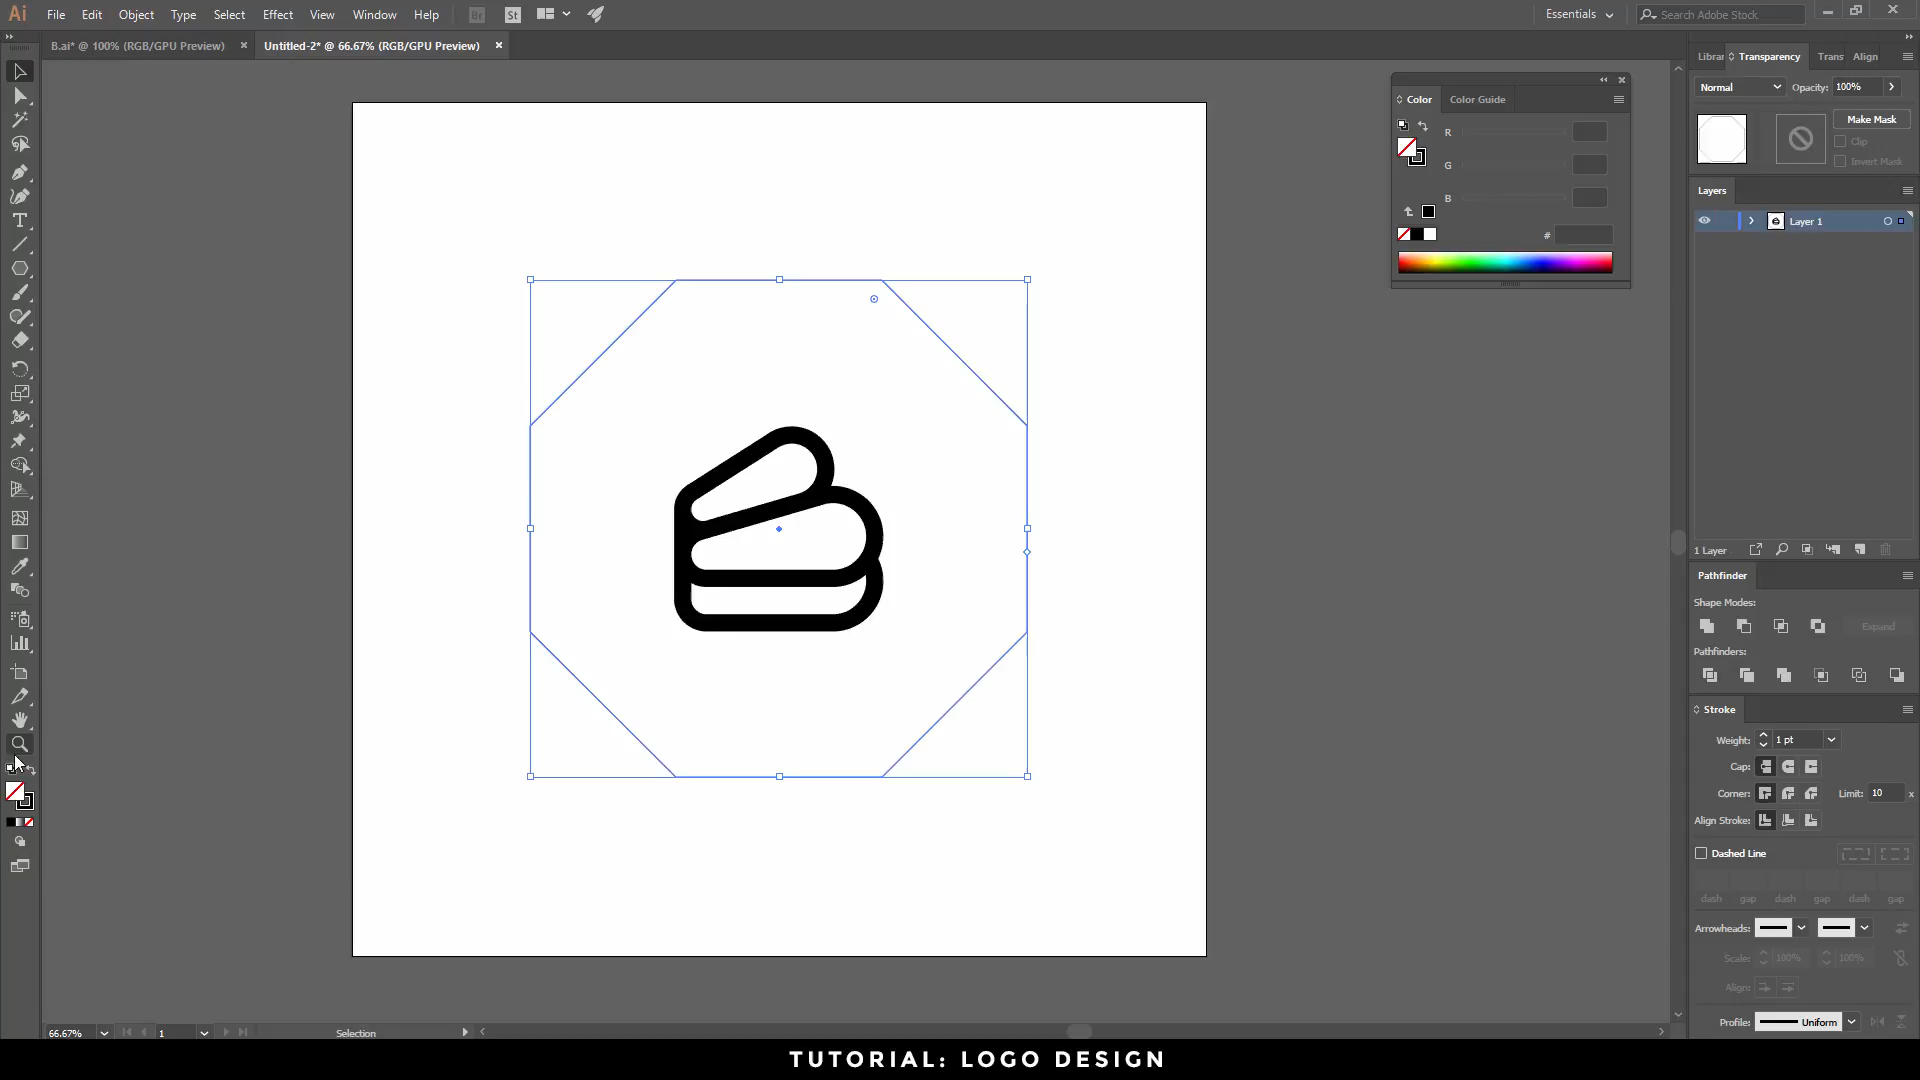 Ai File Edit Object Type Select Effect View Window Help Br St Essentials Search Adobe Stock
B.ai* @ 100% (RGB/GPU Preview) × Untitled-2* @ 66.67% (RGB/GPU Preview) ×
Color Color Guide
R
G
B
#
Librar Transparency Trans Align
Normal Opacity: 100%
Make Mask
Clip
Invert Mask
Layers
Layer 1
1 Layer
Pathfinder
Shape Modes:
Expand
Pathfinders:
Stroke
Weight: 1 pt
Cap:
Corner: Limit: 10 x
Align Stroke:
Dashed Line
dash gap dash gap dash gap
Arrowheads:
Scale: 100% 100%
Align:
Profile: Uniform
66.67% 1 Selection
TUTORIAL: LOGO DESIGN